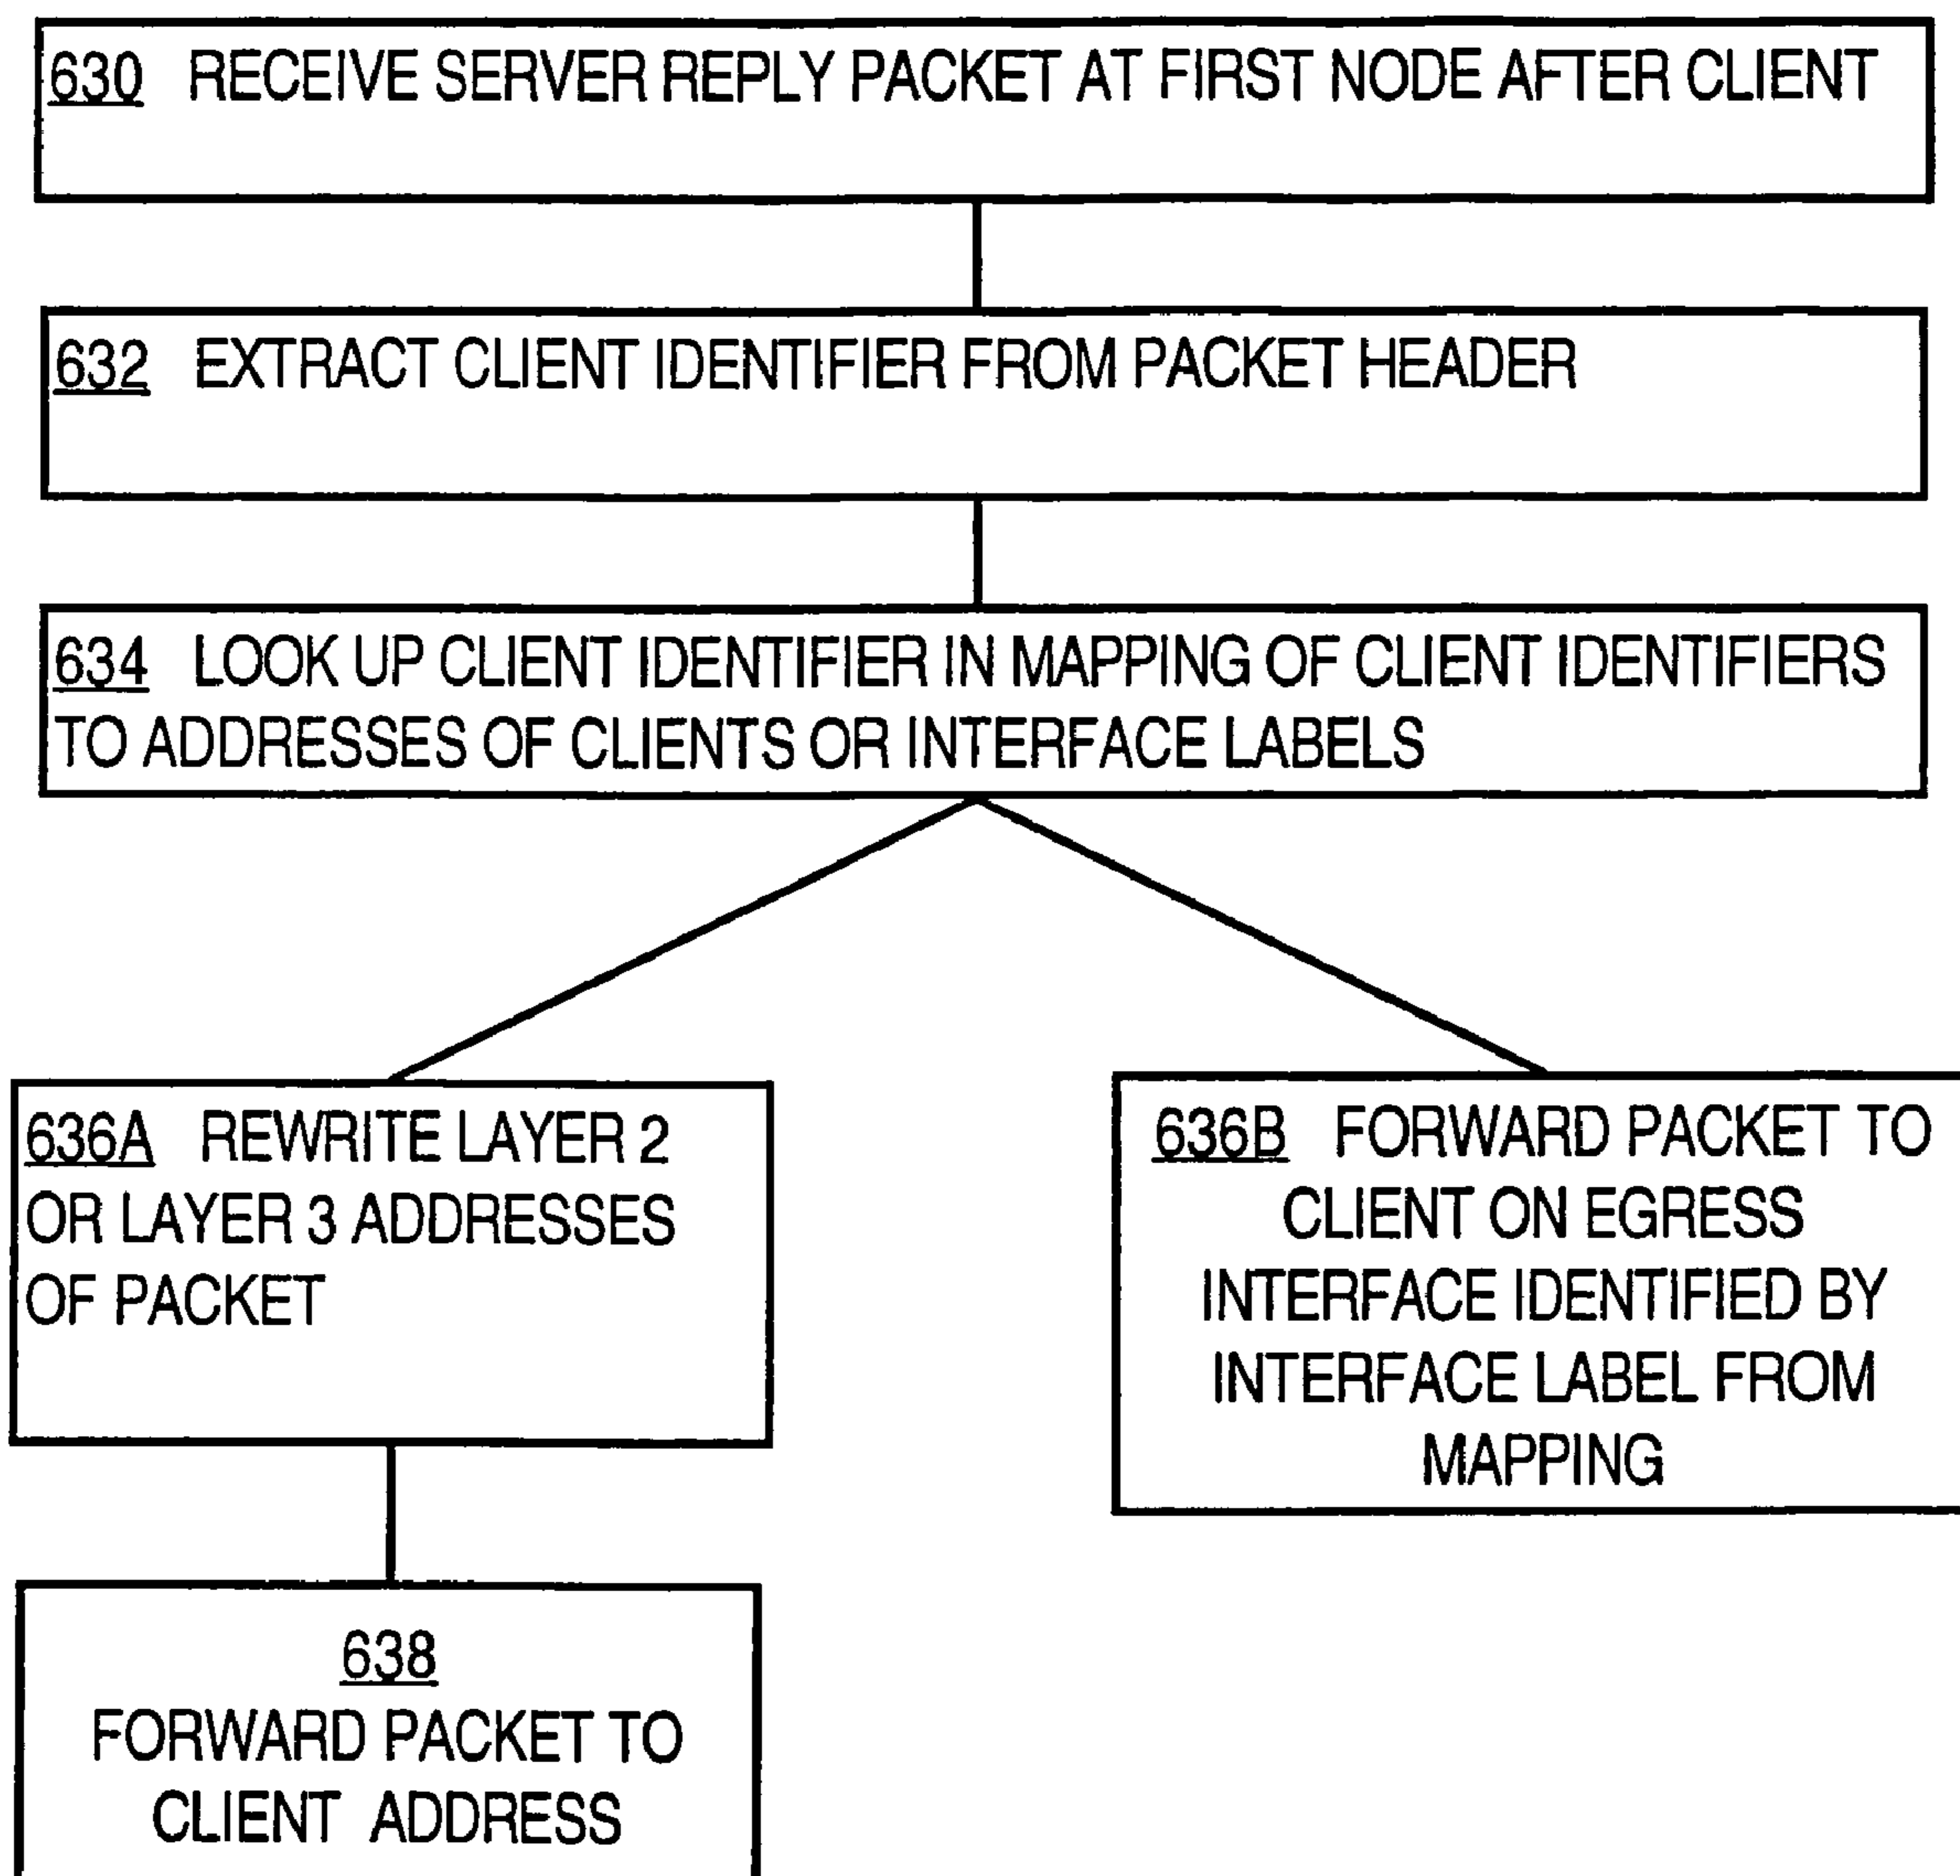 630 RECEIVE SERVER REPLY PACKET AT FIRST NODE AFTER CLIENT
632 EXTRACT CLIENT IDENTIFIER FROM PACKET HEADER
634 LOOK UP CLIENT IDENTIFIER IN MAPPING OF CLIENT IDENTIFIERS
TO ADDRESSES OF CLIENTS OR INTERFACE LABELS
636A REWRITE LAYER 2
OR LAYER 3 ADDRESSES
OF PACKET
636B FORWARD PACKET TO
CLIENT ON EGRESS
INTERFACE IDENTIFIED BY
INTERFACE LABEL FROM
MAPPING
638
FORWARD PACKET TO
CLIENT ADDRESS